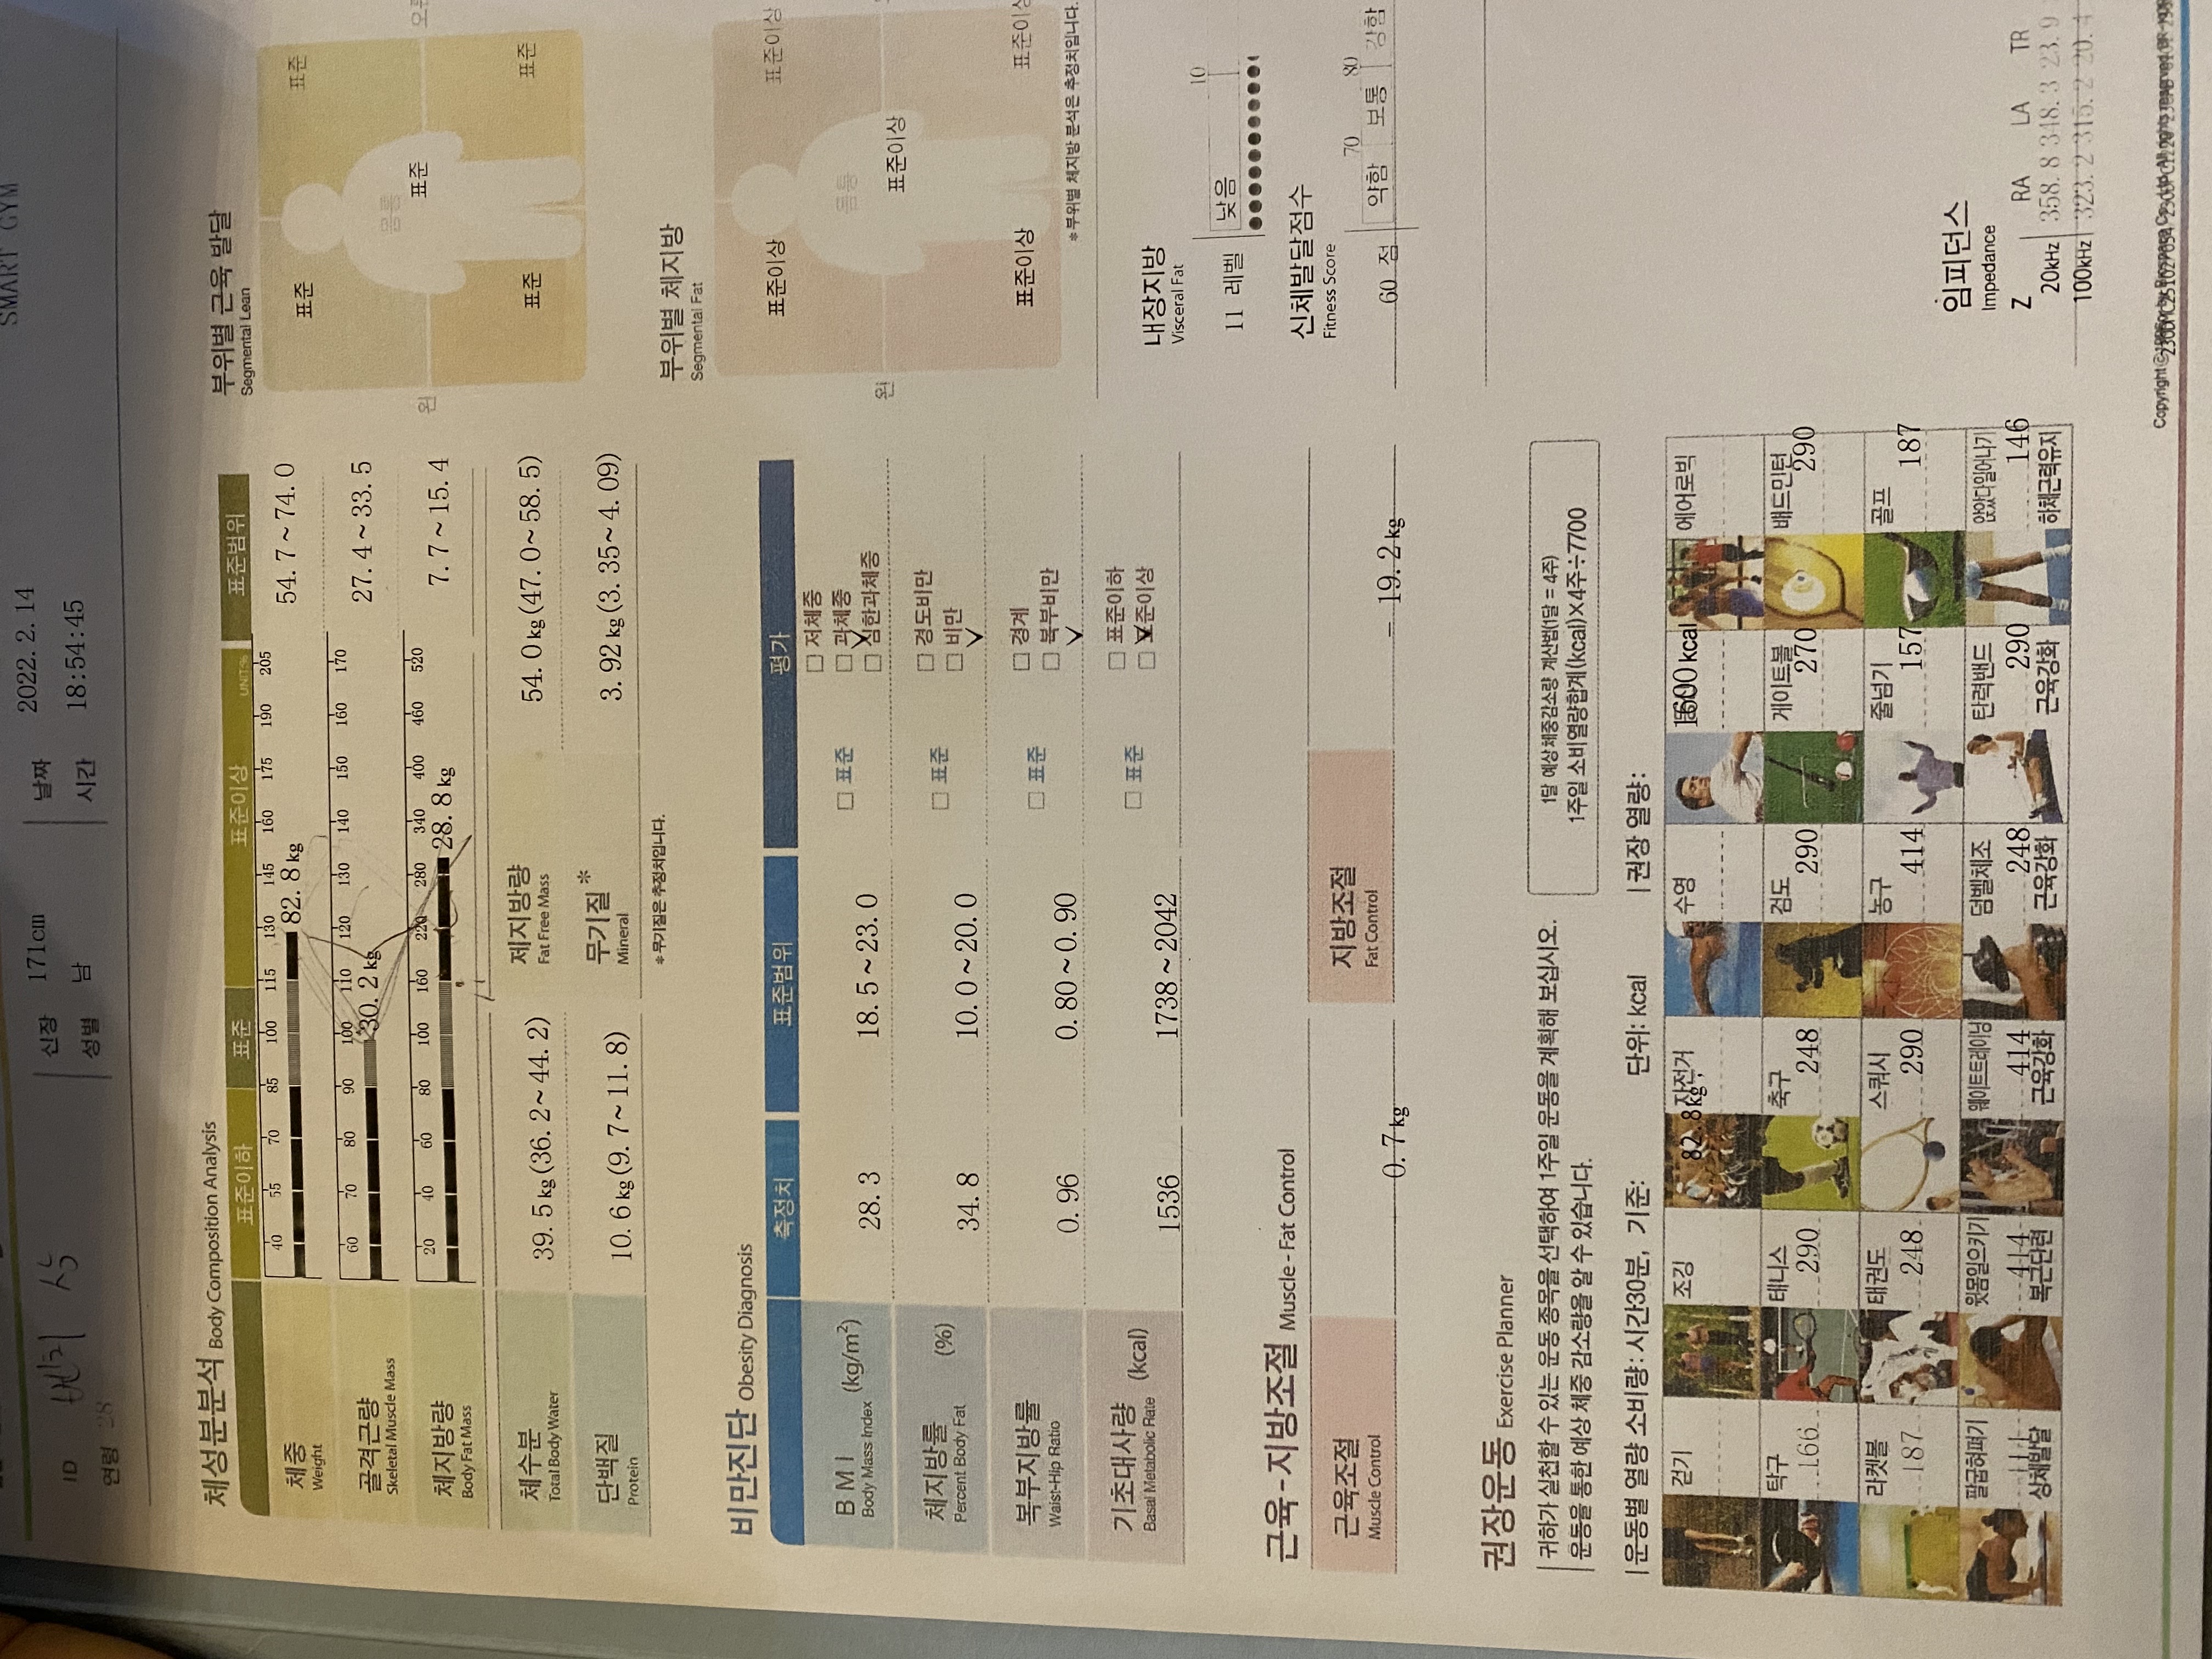 SMART GYM
ID
신장 171cm
날짜 2022. 2. 14
연령 28
성별 남
시간 18:54:45
체성분분석 Body Composition Analysis
표준이하 표준 표준이상 UNIT:% 표준범위
40 55 70 85 100 115 130 145 160 175 190 205
체중 82. 8 kg 54. 7 ~ 74. 0
Weight
60 70 80 90 100 110 120 130 140 150 160 170
골격근량 30. 2 kg 27. 4 ~ 33. 5
Skeletal Muscle Mass
20 40 60 80 100 160 220 280 340 400 460 520
체지방량 28. 8 kg 7. 7 ~ 15. 4
Body Fat Mass
체수분 39. 5 kg (36. 2 ~ 44. 2) 제지방량 54. 0 kg (47. 0 ~ 58. 5)
Total Body Water Fat Free Mass
단백질 10. 6 kg (9. 7 ~ 11. 8) 무기질 * 3. 92 kg (3. 35 ~ 4. 09)
Protein Mineral
* 무기질은 추정치입니다.
부위별 근육 발달
Segmental Lean
표준 표준
몸통
왼 표준
표준 표준
부위별 체지방
Segmental Fat
표준이상 표준이상
몸통
왼 표준이상
표준이상 표준이상
* 부위별 체지방 분석은 추정치입니다.
비만진단 Obesity Diagnosis
측정치 표준범위 평가
BMI (kg/m²) 28. 3 18. 5 ~ 23. 0 □ 표준 □ 저체중
Body Mass Index □ 과체중
□ 심한과체중
체지방률 (%) 34. 8 10. 0 ~ 20. 0 □ 표준 □ 경도비만
Percent Body Fat □ 비만
복부지방률 0. 96 0. 80 ~ 0. 90 □ 표준 □ 경계
Waist-Hip Ratio □ 복부비만
기초대사량 (kcal) 1536 1738 ~ 2042 □ 표준 □ 표준이하
Basal Metabolic Rate □ 표준이상
내장지방
Visceral Fat
10
11 레벨 낮음
신체발달점수
Fitness Score
70 80
60 점 약함 보통 강함
근육-지방조절 Muscle - Fat Control
근육조절 0. 7 kg 지방조절 - 19. 2 kg
Muscle Control Fat Control
권장운동 Exercise Planner
귀하가 실천할 수 있는 운동 종목을 선택하여 1주일 운동을 계획해 보십시오.
운동을 통한 예상 체중 감소량을 알 수 있습니다.
1달 예상체중감소량 계산법(1달 = 4주)
1주일 소비열량합계(kcal)×4주÷7700
운동별 열량 소비량: 시간30분, 기준: 단위: kcal 권장 열량:
걷기 조깅 자전거 수영 에어로빅
82.8kg 1600 kcal
탁구 테니스 축구 검도 게이트볼 배드민턴
166 290 248 290 270 290
라켓볼 태권도 스쿼시 농구 줄넘기 골프
187 248 290 414 157 187
팔굽혀펴기 윗몸일으키기 웨이트트레이닝 덤벨체조 탄력밴드 앉았다일어나기
414 414 248 290 146
상체발달 복근단련 근육강화 근육강화 근육강화 하체근력유지
임피던스
Impedance
Z RA LA TR
20kHz 358. 8 348. 3 23. 9
100kHz 323. 2 315. 2 20. 4